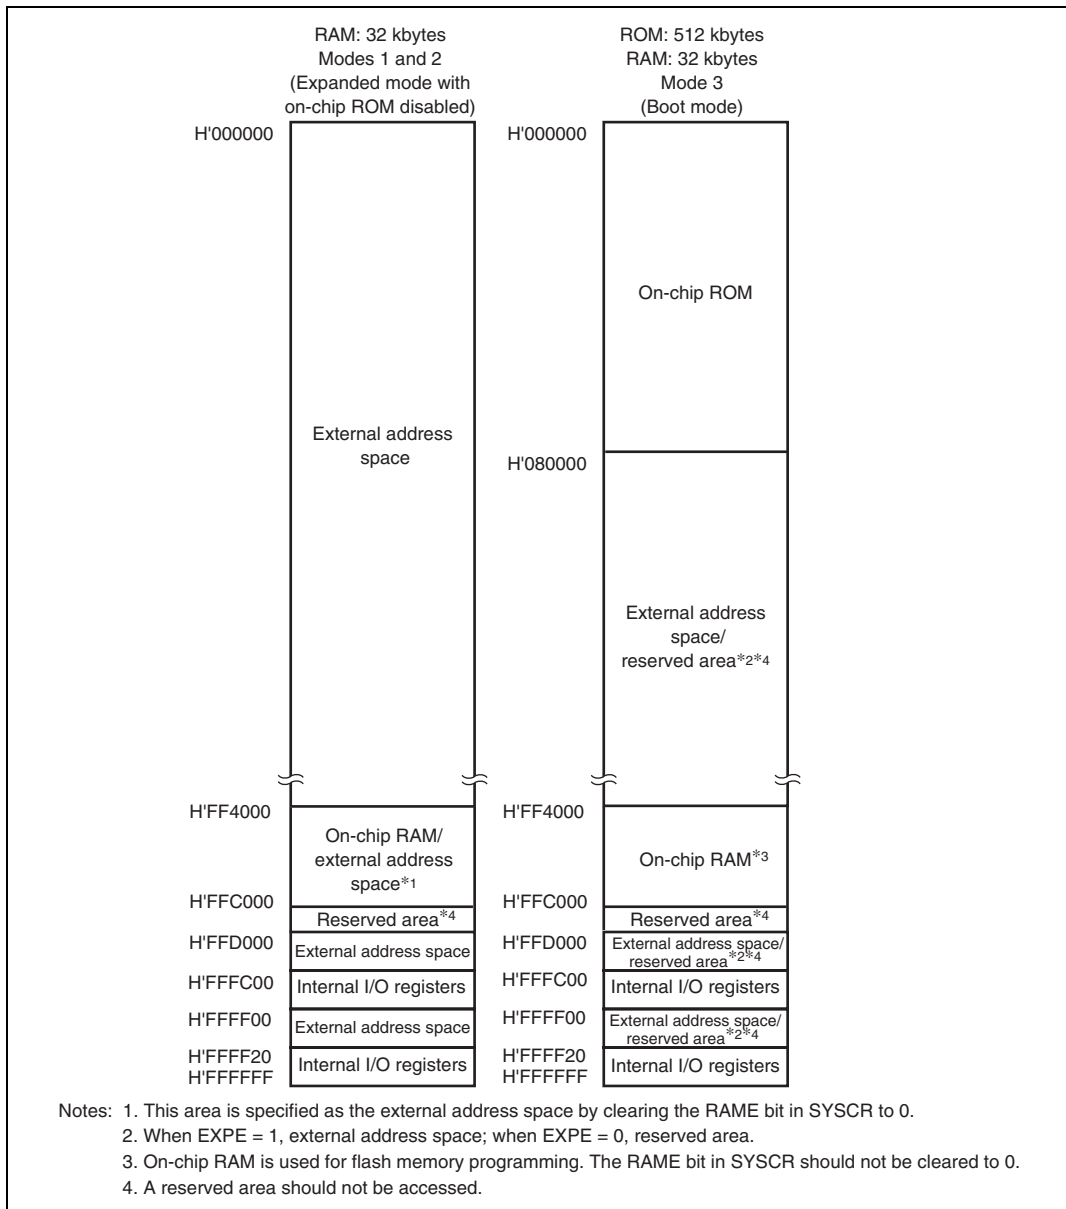 RAM: 32 kbytes
Modes 1 and 2
(Expanded mode with
on-chip ROM disabled)
H'000000
External address
space
H'FF4000
On-chip RAM/
external address
space*1
H'FFC000
Reserved area*4
H'FFD000
External address space
H'FFFC00
Internal I/O registers
H'FFFF00
External address space
H'FFFF20
Internal I/O registers
H'FFFFFF
ROM: 512 kbytes
RAM: 32 kbytes
Mode 3
(Boot mode)
H'000000
On-chip ROM
H'080000
External address
space/
reserved area*2*4
H'FF4000
On-chip RAM*3
H'FFC000
Reserved area*4
H'FFD000
External address space/
reserved area*2*4
H'FFFC00
Internal I/O registers
H'FFFF00
External address space/
reserved area*2*4
H'FFFF20
Internal I/O registers
H'FFFFFF
Notes: 1. This area is specified as the external address space by clearing the RAME bit in SYSCR to 0.
2. When EXPE = 1, external address space; when EXPE = 0, reserved area.
3. On-chip RAM is used for flash memory programming. The RAME bit in SYSCR should not be cleared to 0.
4. A reserved area should not be accessed.